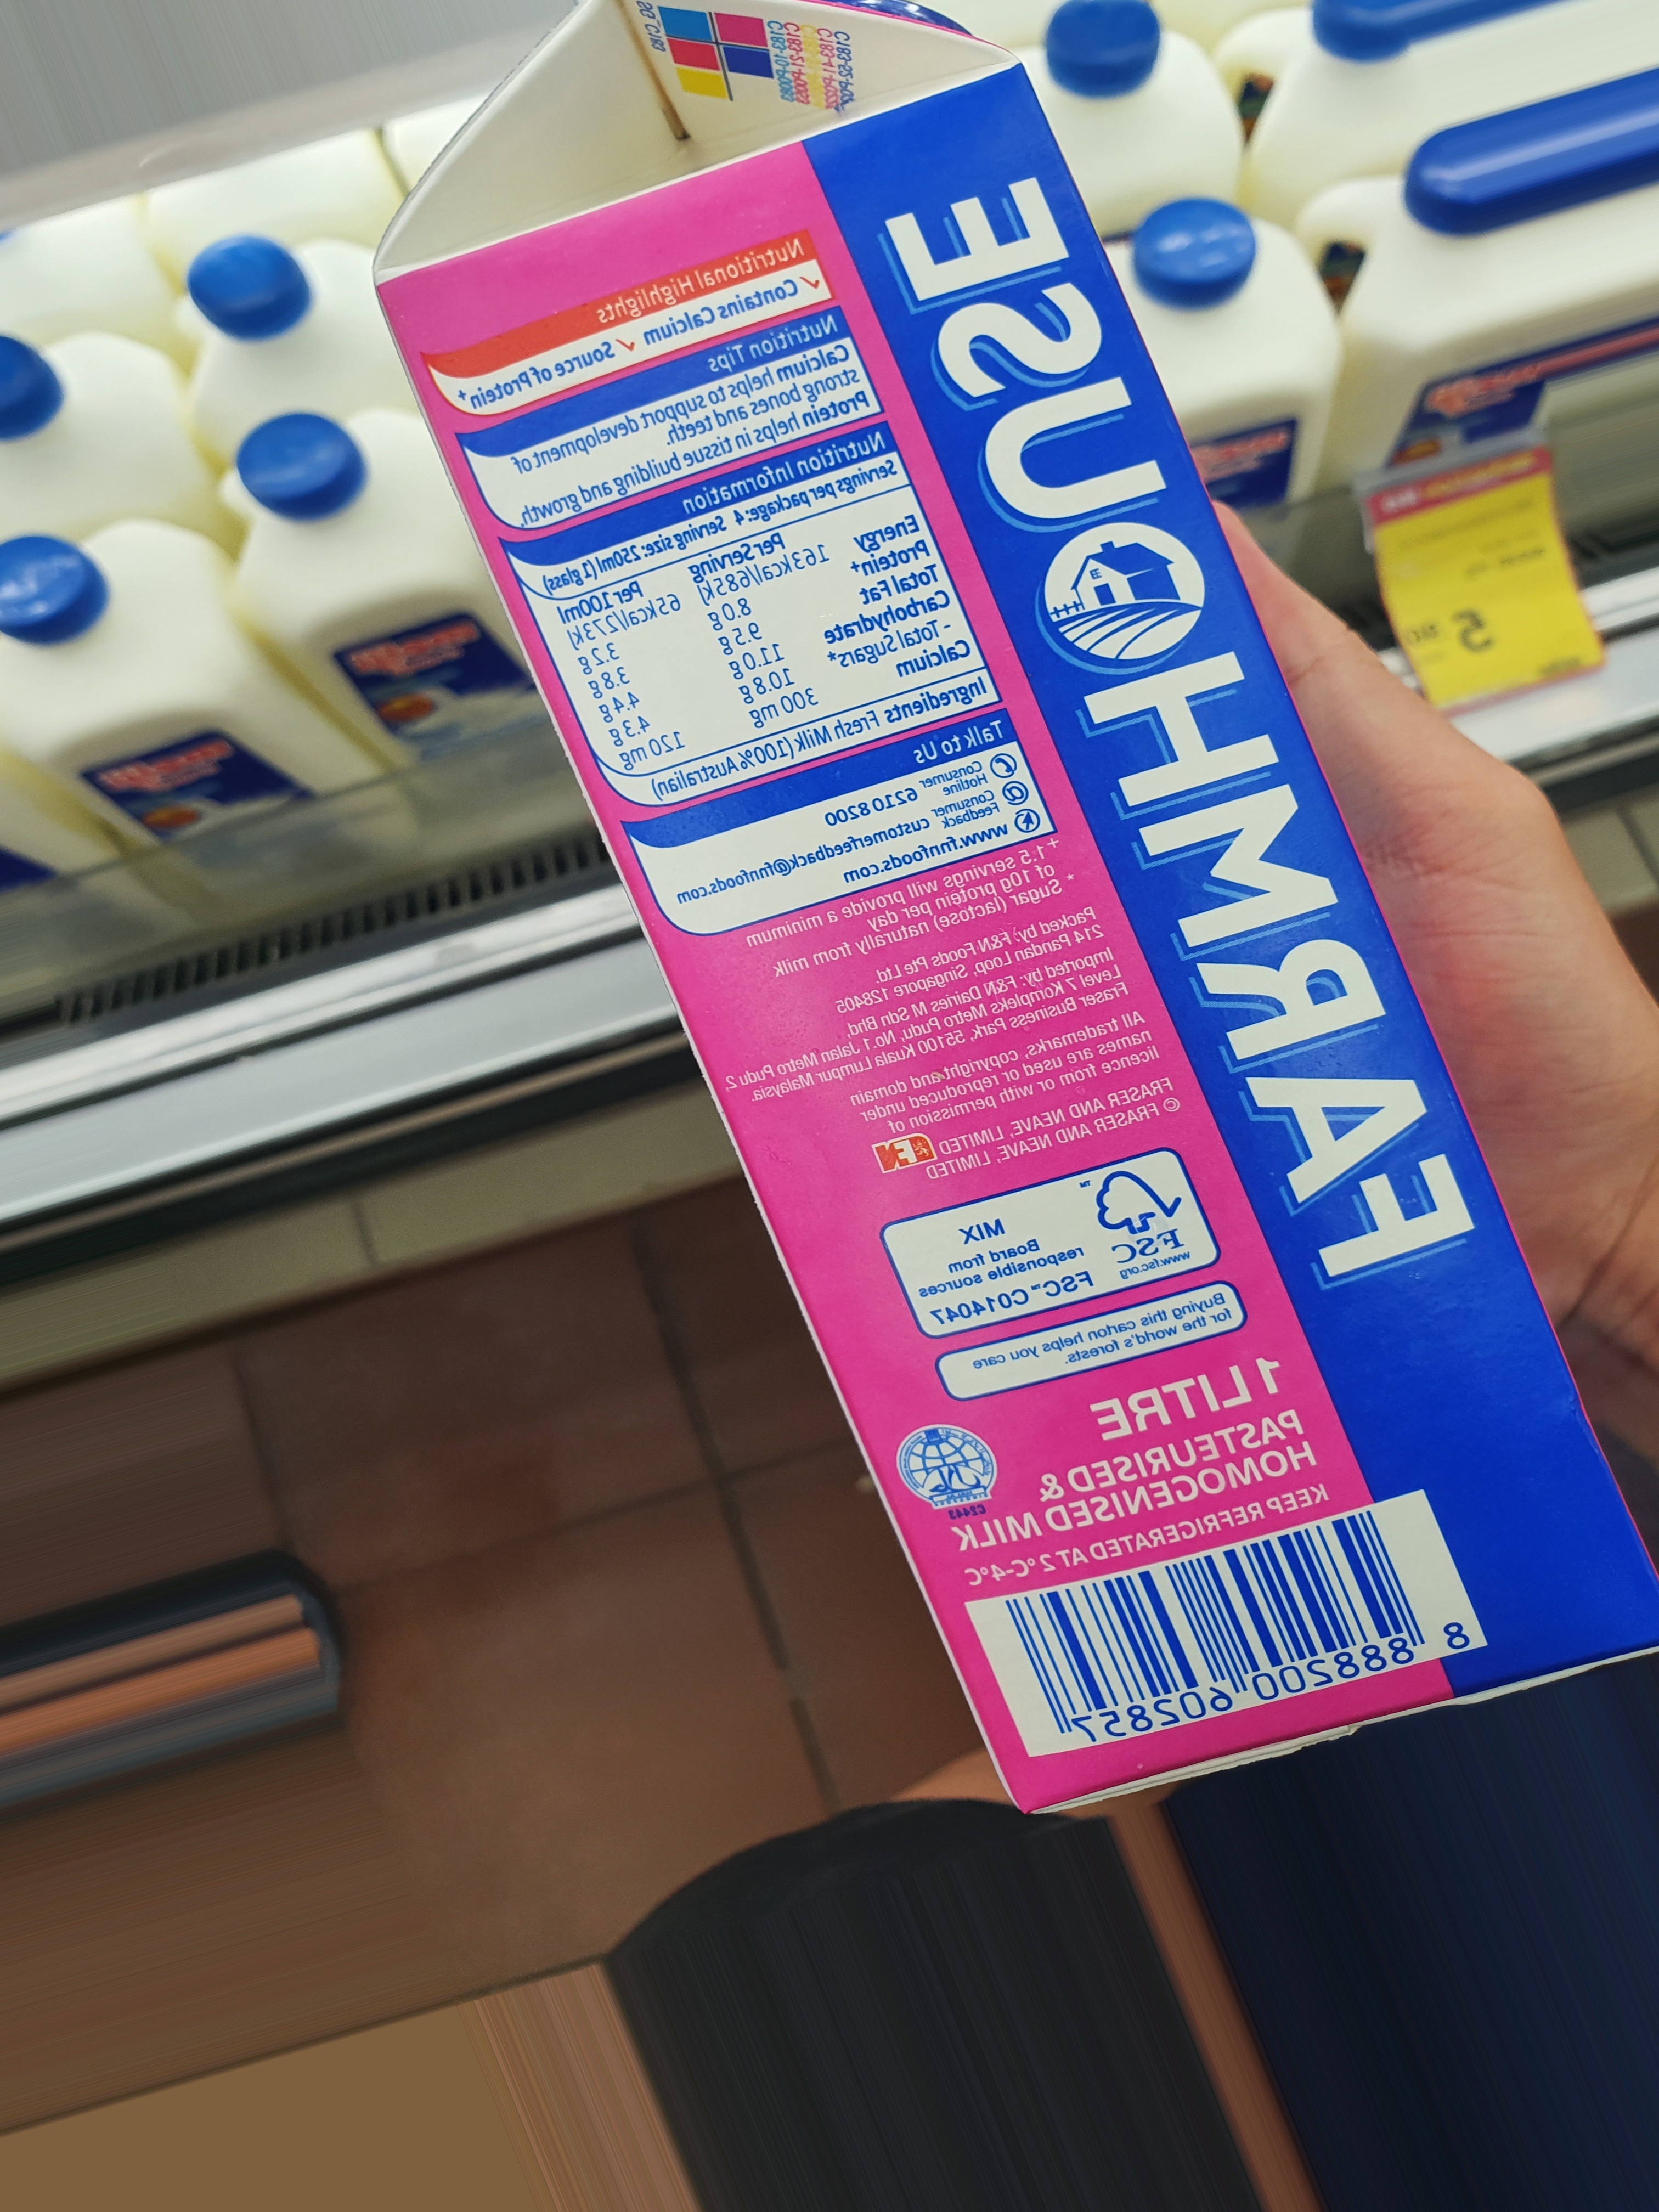 FARMHOUSE
Nutritional Highlights
✓ Contains Calcium ✓ Source of Protein +
Nutrition Tips
Calcium helps to support development of
strong bones and teeth.
Protein helps in tissue building and growth.
Nutrition Information
Servings per package: 4 Serving size: 250ml (1 glass)
Per Serving Per 100ml
Energy 163kcal/685kJ 65kcal/273kJ
Protein+ 8.0g 3.2g
Total Fat 9.5g 3.8g
Carbohydrate 11.0g 4.4g
- Total Sugars* 10.8g 4.3g
Calcium 300 mg 120 mg
Ingredients Fresh Milk (100% Australian)
Talk to Us
Consumer Hotline 6210 8200
Consumer Feedback customerfeedback@fnnfoods.com
www.fnnfoods.com
+1.5 servings will provide a minimum
of 10g protein per day
* Sugar (lactose) naturally from milk
Packed by: F&N Foods Pte Ltd.
214 Pandan Loop, Singapore 128405
Imported by: F&N Dairies M Sdn Bhd,
Level 7 Kompleks Metro Pudu, No.1 Jalan Metro Pudu 2,
Fraser Business Park, 55100 Kuala Lumpur Malaysia.
All trademarks, copyright and domain
names are used or reproduced under
licence from or with permission of
FRASER AND NEAVE, LIMITED
© FRASER AND NEAVE, LIMITED
FN
FSC
www.fsc.org
MIX
Board from
responsible sources
FSC™ C014047
Buying this carton helps you care
for the world's forests.
1 LITRE
PASTEURISED &
HOMOGENISED MILK
KEEP REFRIGERATED AT 2°C-4°C
8 888200 602857